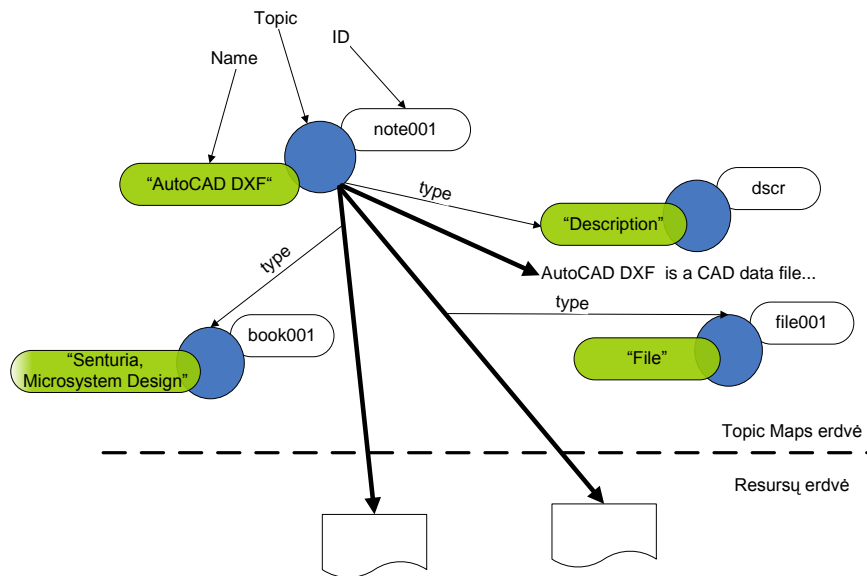 Topic
ID
Name
note001
“AutoCAD DXF“
type
dscr
“Description”
AutoCAD DXF  is a CAD data file...
type
type
file001
book001
“File”
“Senturia,
Microsystem Design”
Topic Maps erdvė
Resursų erdvė